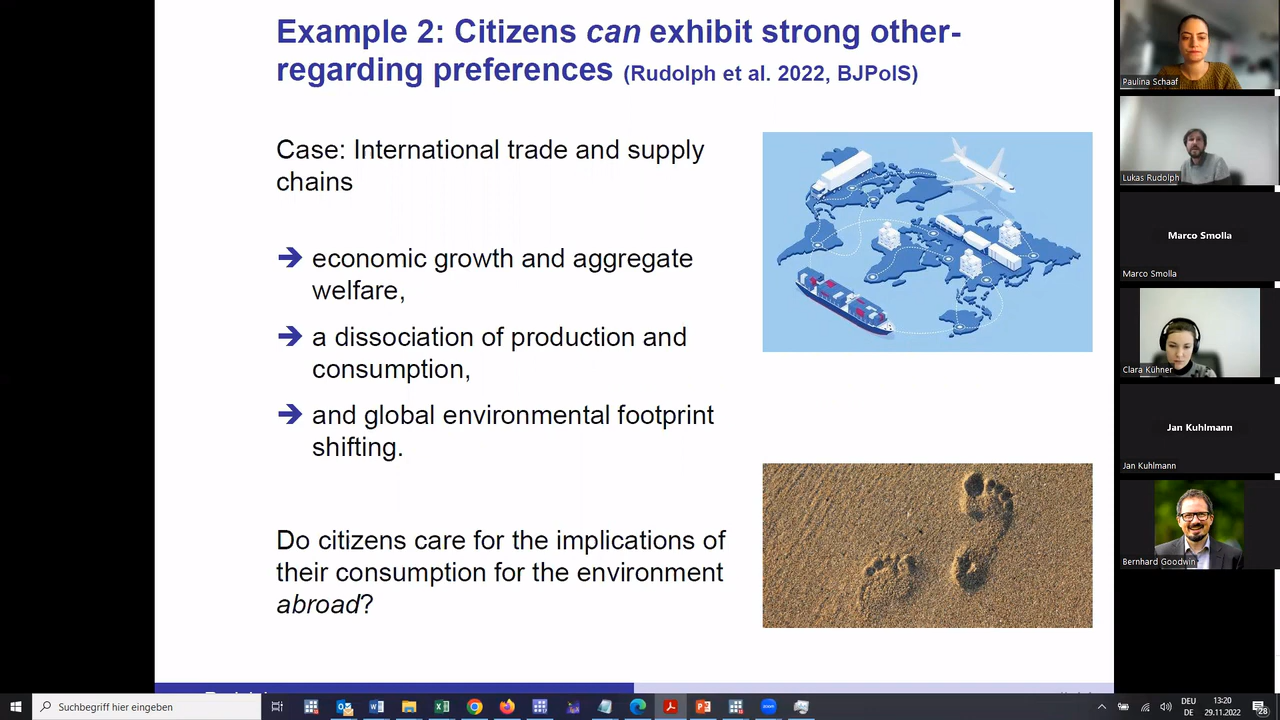 Example 2: Citizens can exhibit strong other-
regarding preferences (Rudolph et al. 2022, BJPolS)
Case: International trade and supply
chains
➔ economic growth and aggregate
welfare,
➔ a dissociation of production and
consumption,
➔ and global environmental footprint
shifting.
Do citizens care for the implications of
their consumption for the environment
abroad?
Paulina Schaaf
Lukas Rudolph
Marco Smolla
Marco Smolla
Clara Kühner
Jan Kuhlmann
Jan Kuhlmann
Bernhard Goodwin
Suchbegriff hier eingeben
DEU
DE
13:20
29.11.2022
28